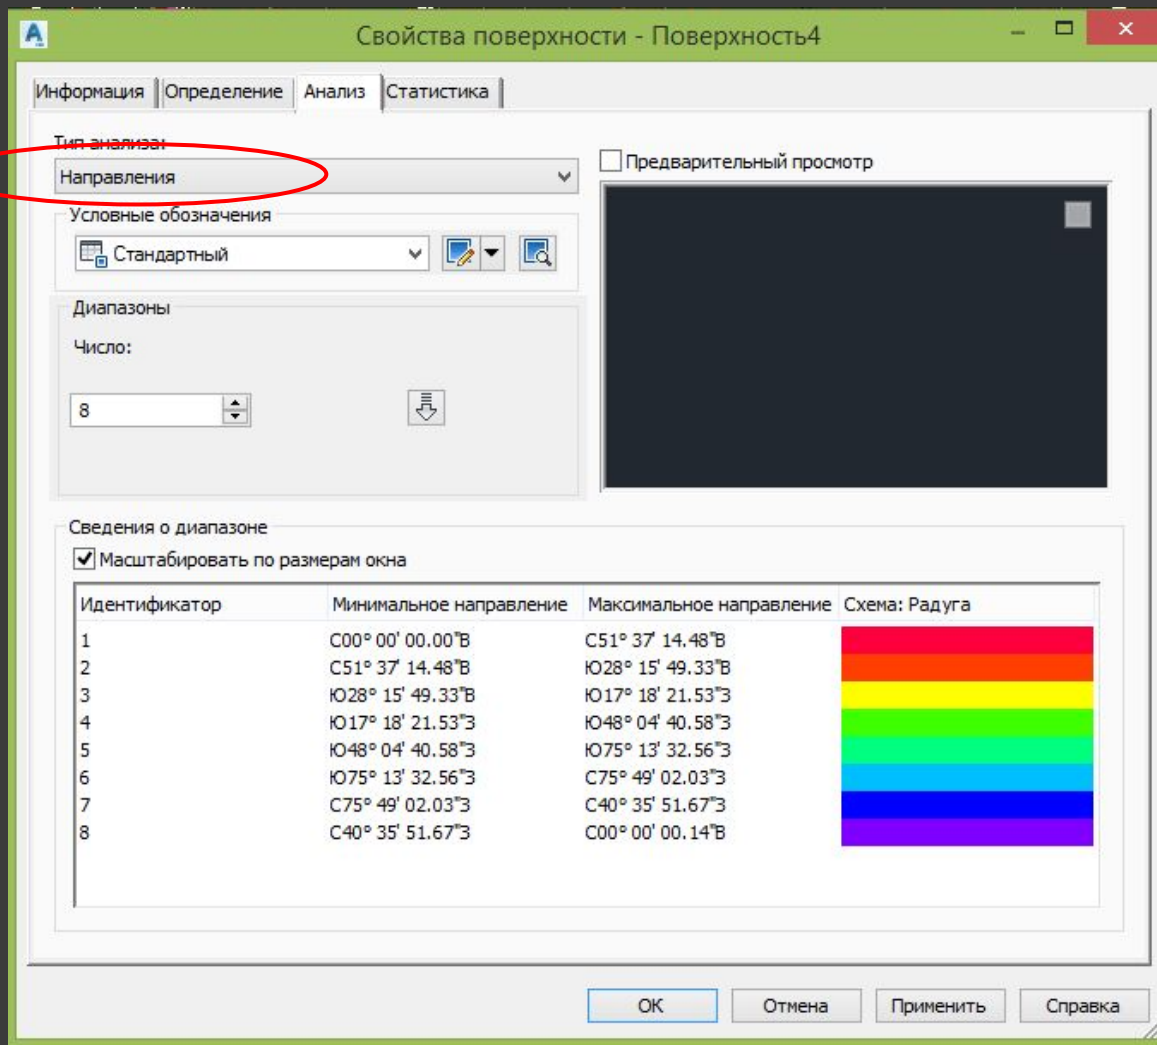 Свойства поверхности - Поверхность4
Информация Определение Анализ Статистика
Тип анализа:
Направления
Предварительный просмотр
Условные обозначения
Стандартный
Диапазоны
Число:
8
Сведения о диапазоне
Масштабировать по размерам окна
Идентификатор Минимальное направление Максимальное направление Схема: Радуга
1 С00° 00' 00.00"В С51° 37' 14.48"В
2 С51° 37' 14.48"В Ю28° 15' 49.33"В
3 Ю28° 15' 49.33"В Ю17° 18' 21.53"З
4 Ю17° 18' 21.53"З Ю48° 04' 40.58"З
5 Ю48° 04' 40.58"З Ю75° 13' 32.56"З
6 Ю75° 13' 32.56"З С75° 49' 02.03"З
7 С75° 49' 02.03"З С40° 35' 51.67"З
8 С40° 35' 51.67"З С00° 00' 00.14"В
ОК Отмена Применить Справка